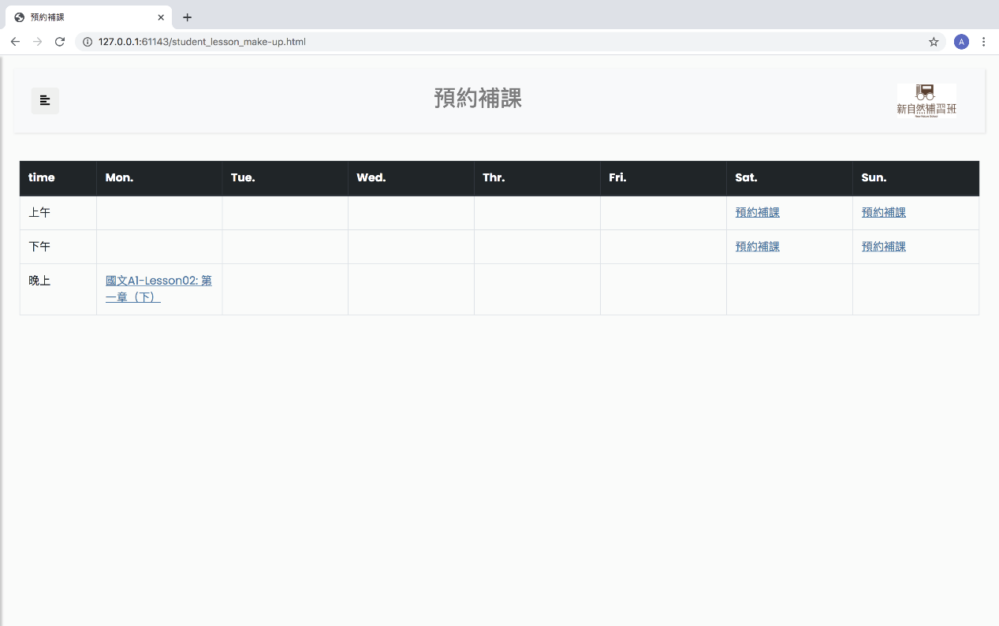 預約補課
127.0.0.1:61143/student_lesson_make-up.html
A
預約補課
新自然補習班
time Mon. Tue. Wed. Thr. Fri. Sat. Sun.
上午 預約補課 預約補課
下午 預約補課 預約補課
晚上 國文A1-Lesson02: 第
一章（下）